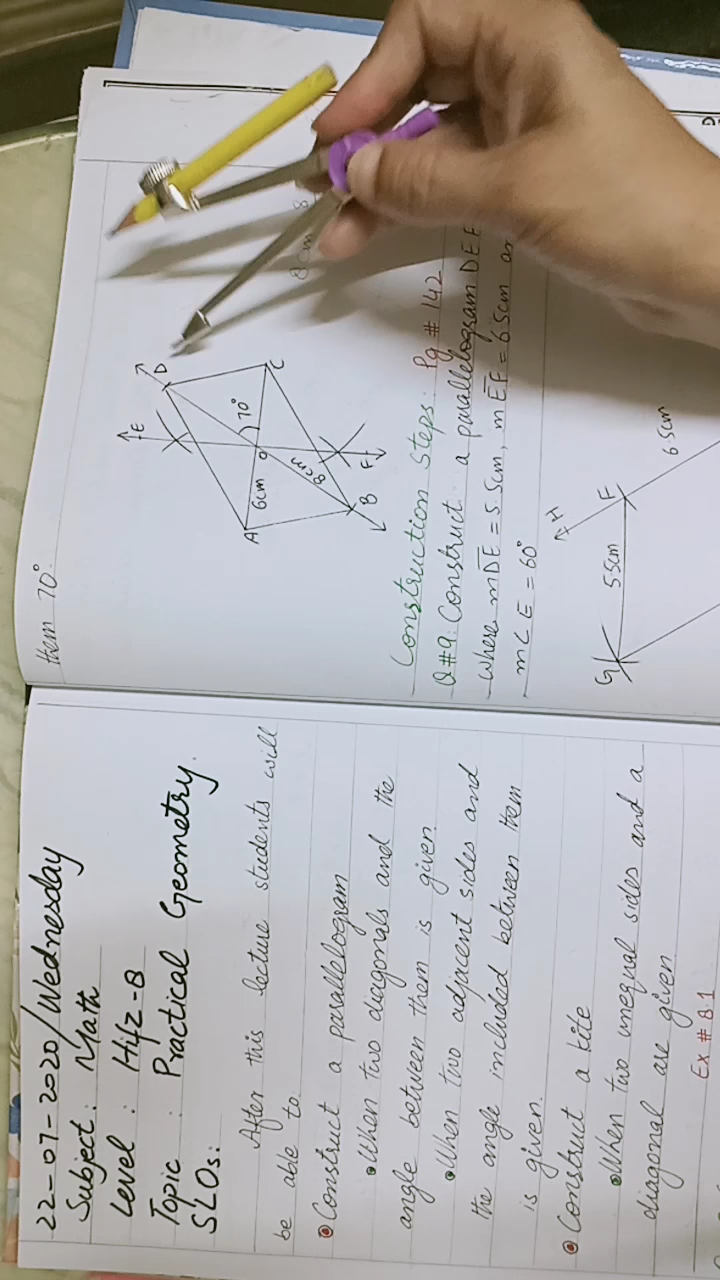 22-07-2020/Wednesday
Subject: Math
Level: Hifz-B
Topic: Practical Geometry.
SLOs:
After this lecture students will
be able to
Construct a parallelogram
When two diagonals and the
angle between them is given.
When two adjacent sides and
the angle included between them
is given.
Construct a kite
When two unequal sides and a
diagonal are given
Ex # 8.1
them 70°.
E
D
C
70°
O
6cm
8cm
A
B
F
8cm
Construction Steps: Pg # 142
Q#9: Construct a parallelogram DEF
where mDE = 5.5cm, mEF = 6.5cm an
m∠E = 60°
H
F
G
5.5cm
6.5cm